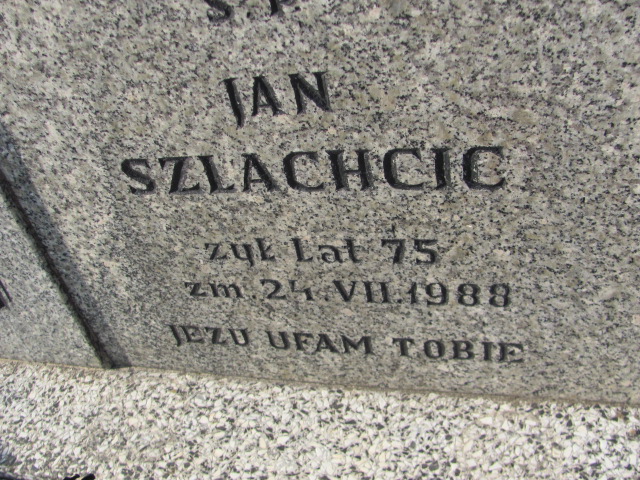 S.P.
JAN
SZLACHCIC
żył Lat 75
zm. 24.VII.1988
JEZU UFAM TOBIE